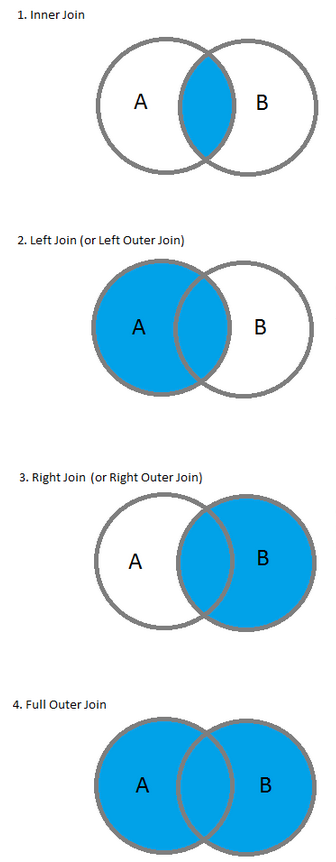 1. Inner Join
A B
2. Left Join (or Left Outer Join)
A B
3. Right Join (or Right Outer Join)
A B
4. Full Outer Join
A B